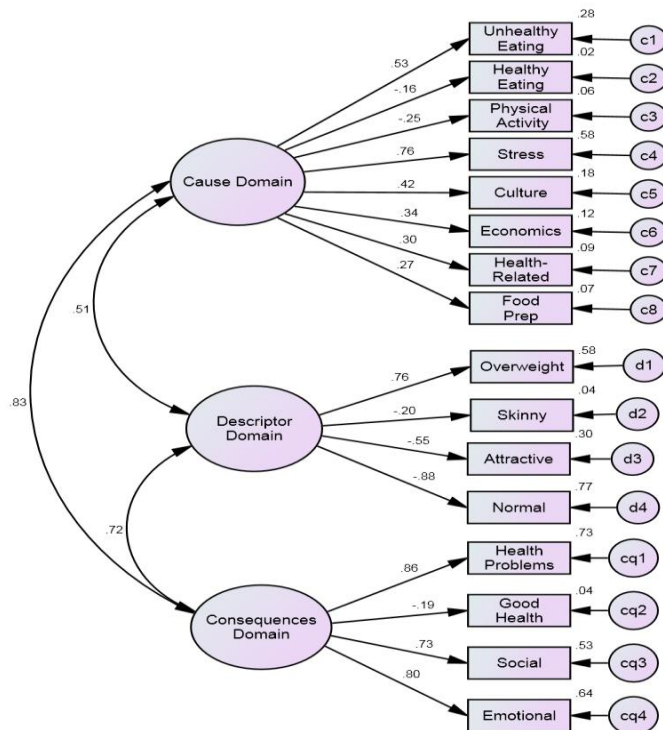 .28
Unhealthy
Eating
c1
.53
.02
Healthy
Eating
c2
-.16
.06
Physical
Activity
c3
-.25
.58
Stress
c4
.76
Cause Domain
.18
Culture
c5
.42
.12
Economics
c6
.34
.09
Health-
Related
c7
.30
.07
Food
Prep
c8
.27
.51
.83
.58
Overweight
d1
.76
.04
Skinny
d2
-.20
Descriptor
Domain
.30
Attractive
d3
-.55
.77
Normal
d4
-.88
.72
.73
Health
Problems
cq1
.86
.04
Good
Health
cq2
-.19
Consequences
Domain
.53
Social
cq3
.73
.64
Emotional
cq4
.80